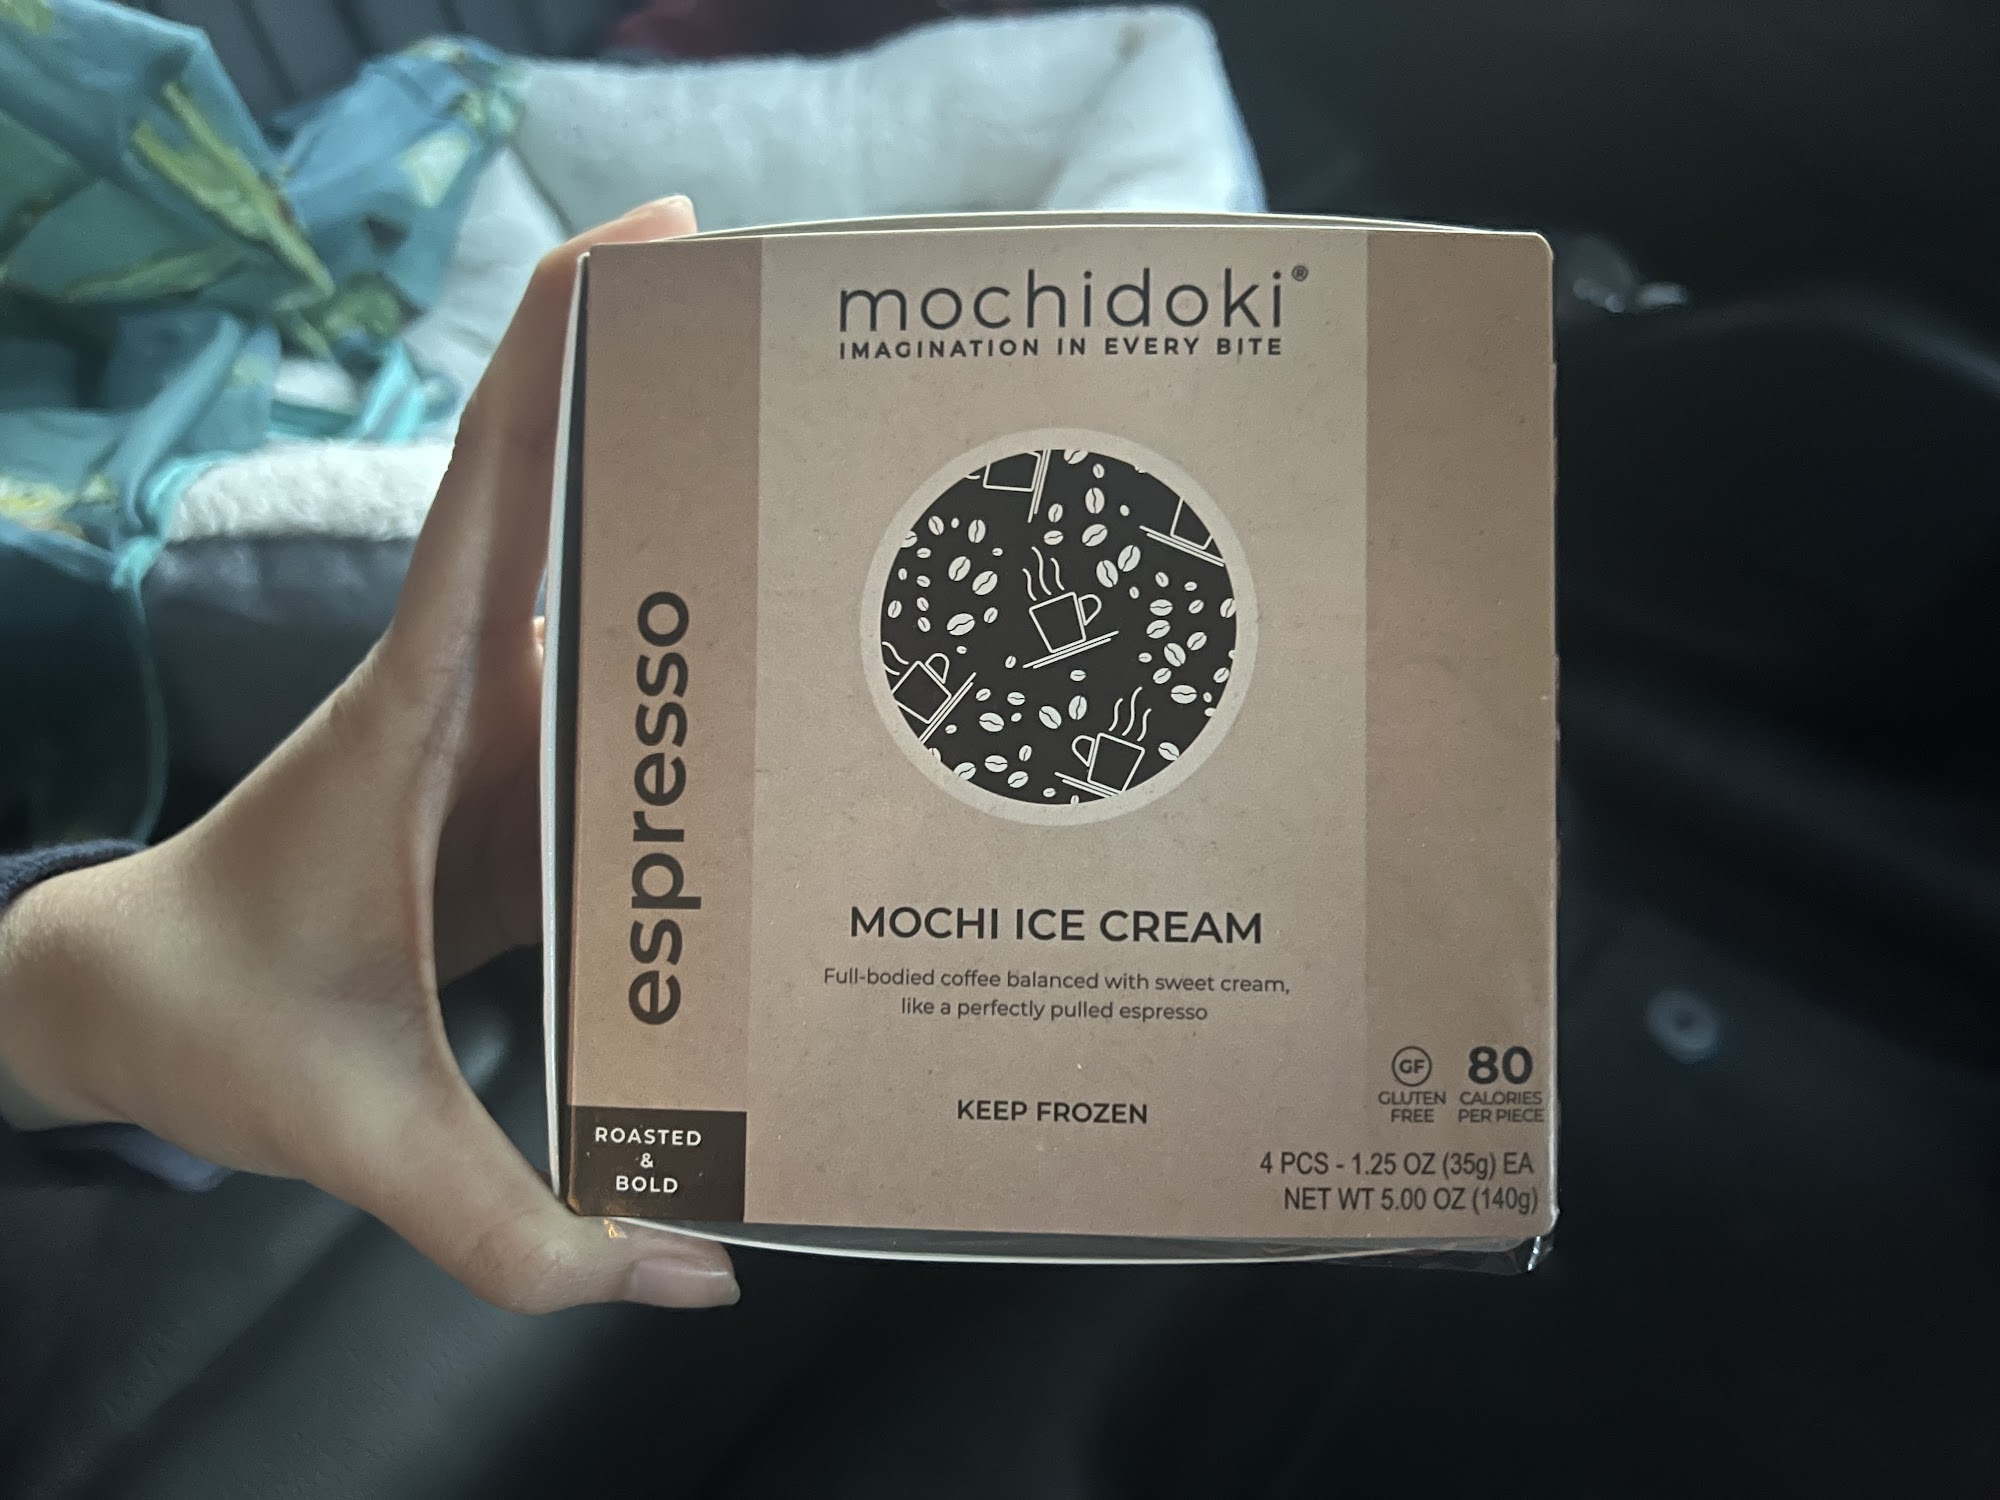 mochidoki®
IMAGINATION IN EVERY BITE
espresso
MOCHI ICE CREAM
Full-bodied coffee balanced with sweet cream,
like a perfectly pulled espresso
KEEP FROZEN
ROASTED
&
BOLD
GF
GLUTEN
FREE
80
CALORIES
PER PIECE
4 PCS - 1.25 OZ (35g) EA
NET WT 5.00 OZ (140g)